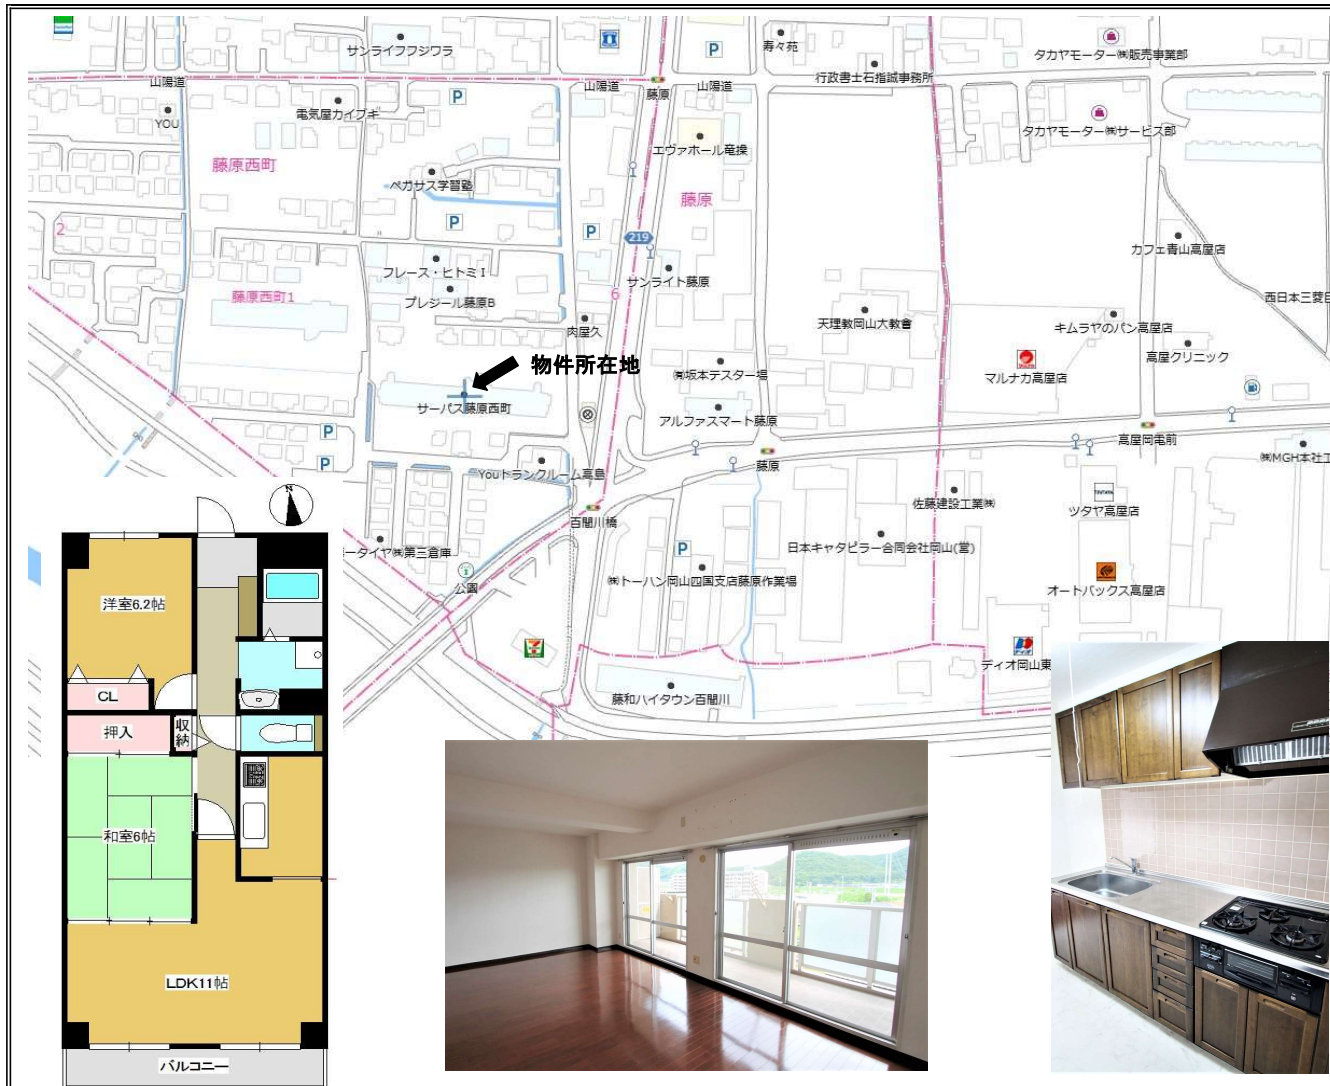 サンライフフジワラ
寿々苑
P
タカヤモーター㈱販売事業部
行政書士石指誠事務所
山陽道
藤原
山陽道
山陽道
P
電気屋カイブキ
YOU
タカヤモーター㈱サービス部
エヴァホール竜操
藤原西町
ペガサス学習塾
藤原
P
P
2
219
カフェ青山高屋店
フレース・ヒトミⅠ
サンライト藤原
藤原西町1
プレジール藤原B
6
西日本三菱
天理教岡山大教會
キムラヤのパン高屋店
肉屋久
高屋クリニック
物件所在地
㈲坂本テスター場
マルナカ高屋店
サーパス藤原西町
アルファスマート藤原
P
高屋岡電前
藤原
㈱MGH本社工
P
Youトランクルーム高島
佐藤建設工業㈱
ツタヤ高屋店
百間川橋
N
ータイヤ㈱第三倉庫
P
日本キャタピラー合同会社岡山(営)
公園
㈱トーハン岡山四国支店藤原作業場
オートバックス高屋店
7
ディオ岡山東
藤和ハイタウン百間川
洋室6.2帖
CL
押入
収納
和室6帖
LDK11帖
バルコニー